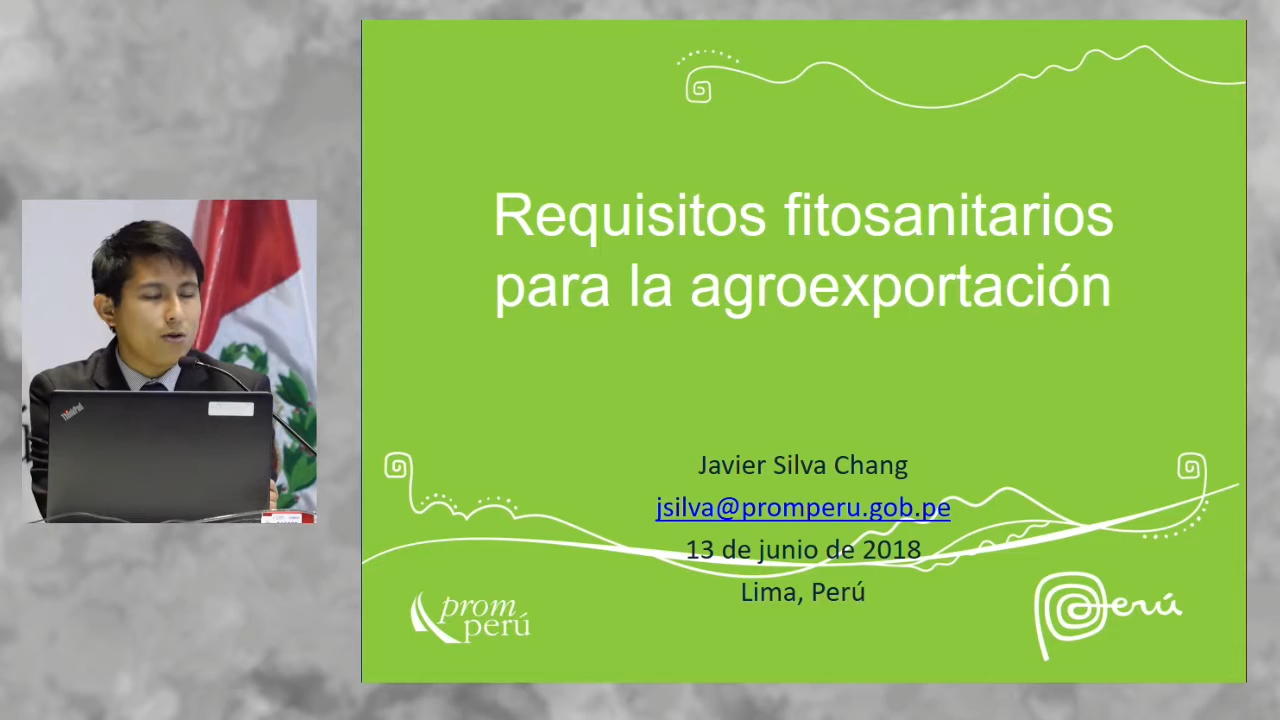 Requisitos fitosanitarios
para la agroexportación
Javier Silva Chang
jsilva@promperu.gob.pe
13 de junio de 2018
Lima, Perú
prom
perú
Perú
ThinkPad